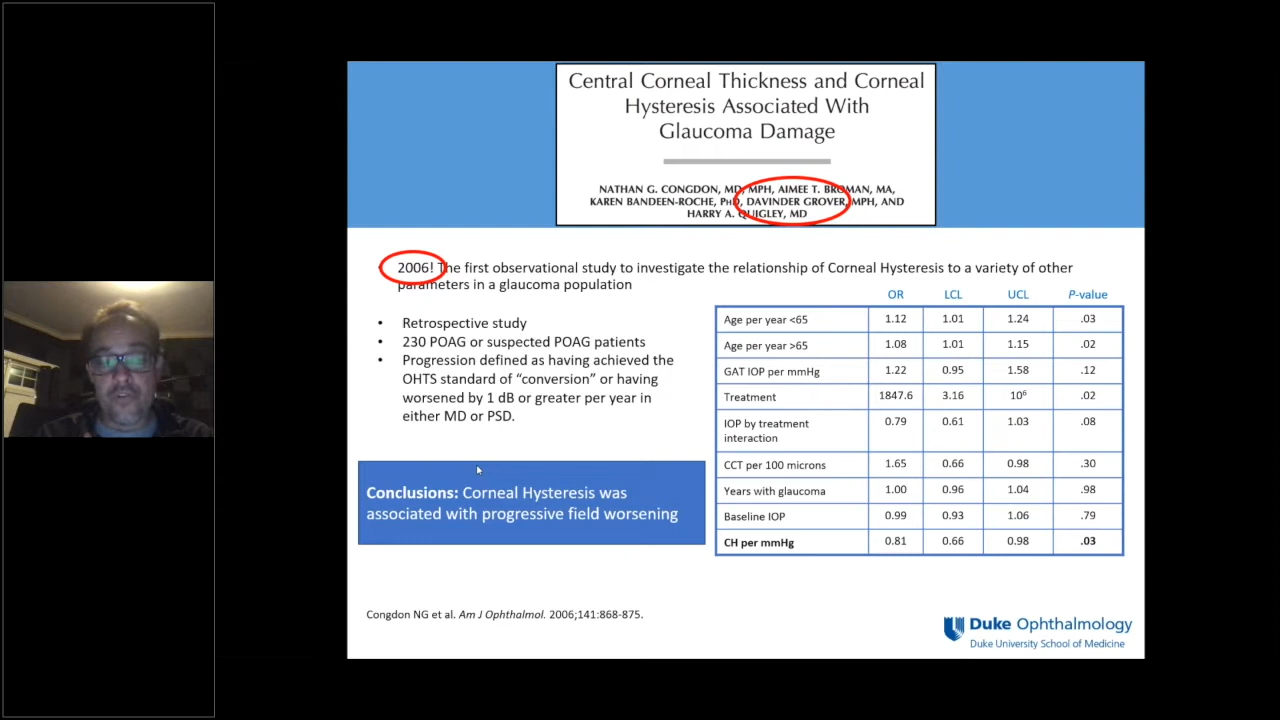 Central Corneal Thickness and Corneal
Hysteresis Associated With
Glaucoma Damage
NATHAN G. CONGDON, MD, MPH, AIMEE T. BROMAN, MA,
KAREN BANDEEN-ROCHE, PHD, DAVINDER GROVER, MPH, AND
HARRY A. QUIGLEY, MD
• 2006! The first observational study to investigate the relationship of Corneal Hysteresis to a variety of other
parameters in a glaucoma population
• Retrospective study
• 230 POAG or suspected POAG patients
• Progression defined as having achieved the
OHTS standard of “conversion” or having
worsened by 1 dB or greater per year in
either MD or PSD.
Conclusions: Corneal Hysteresis was
associated with progressive field worsening
OR LCL UCL P-value
Age per year <65 1.12 1.01 1.24 .03
Age per year >65 1.08 1.01 1.15 .02
GAT IOP per mmHg 1.22 0.95 1.58 .12
Treatment 1847.6 3.16 10⁶ .02
IOP by treatment 0.79 0.61 1.03 .08
interaction
CCT per 100 microns 1.65 0.66 0.98 .30
Years with glaucoma 1.00 0.96 1.04 .98
Baseline IOP 0.99 0.93 1.06 .79
CH per mmHg 0.81 0.66 0.98 .03
Congdon NG et al. Am J Ophthalmol. 2006;141:868-875.
Duke Ophthalmology
Duke University School of Medicine